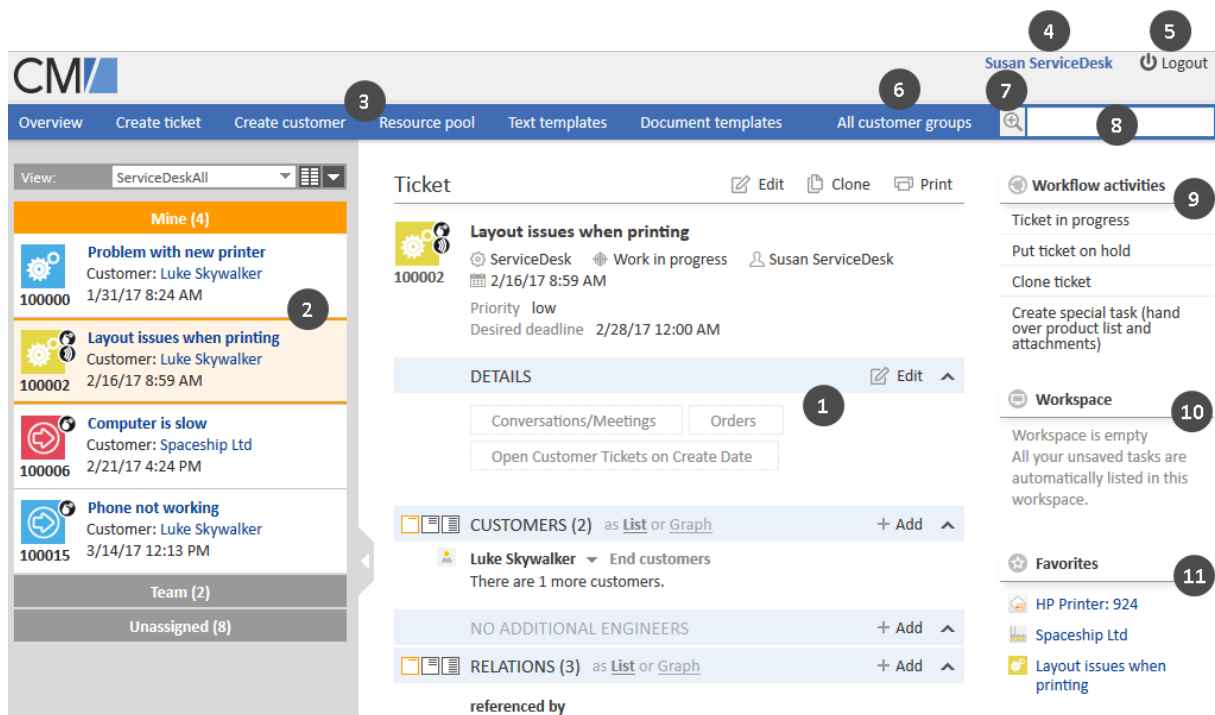 4
5
CM/
Susan ServiceDesk
Logout
3
6
7
Overview
Create ticket
Create customer
Resource pool
Text templates
Document templates
All customer groups
8
View:
ServiceDeskAll
Mine (4)
Problem with new printer
Customer: Luke Skywalker
1/31/17 8:24 AM
100000
2
Layout issues when printing
Customer: Luke Skywalker
2/16/17 8:59 AM
100002
Computer is slow
Customer: Spaceship Ltd
2/21/17 4:24 PM
100006
Phone not working
Customer: Luke Skywalker
3/14/17 12:13 PM
100015
Team (2)
Unassigned (8)
Ticket
Edit
Clone
Print
Layout issues when printing
ServiceDesk
Work in progress
Susan ServiceDesk
100002
2/16/17 8:59 AM
Priority low
Desired deadline 2/28/17 12:00 AM
DETAILS
Edit
1
Conversations/Meetings
Orders
Open Customer Tickets on Create Date
CUSTOMERS (2) as List or Graph
+ Add
Luke Skywalker
End customers
There are 1 more customers.
NO ADDITIONAL ENGINEERS
+ Add
RELATIONS (3) as List or Graph
+ Add
referenced by
Workflow activities
9
Ticket in progress
Put ticket on hold
Clone ticket
Create special task (hand
over product list and
attachments)
Workspace
10
Workspace is empty
All your unsaved tasks are
automatically listed in this
workspace.
Favorites
11
HP Printer: 924
Spaceship Ltd
Layout issues when
printing